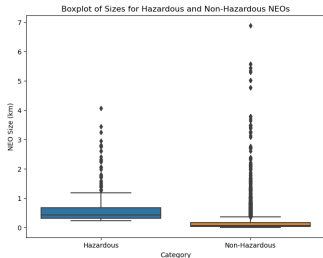 Boxplot of Sizes for Hazardous and Non-Hazardous NEOs
NEO Size (km)
7
6
5
4
3
2
1
0
Hazardous
Non-Hazardous
Category